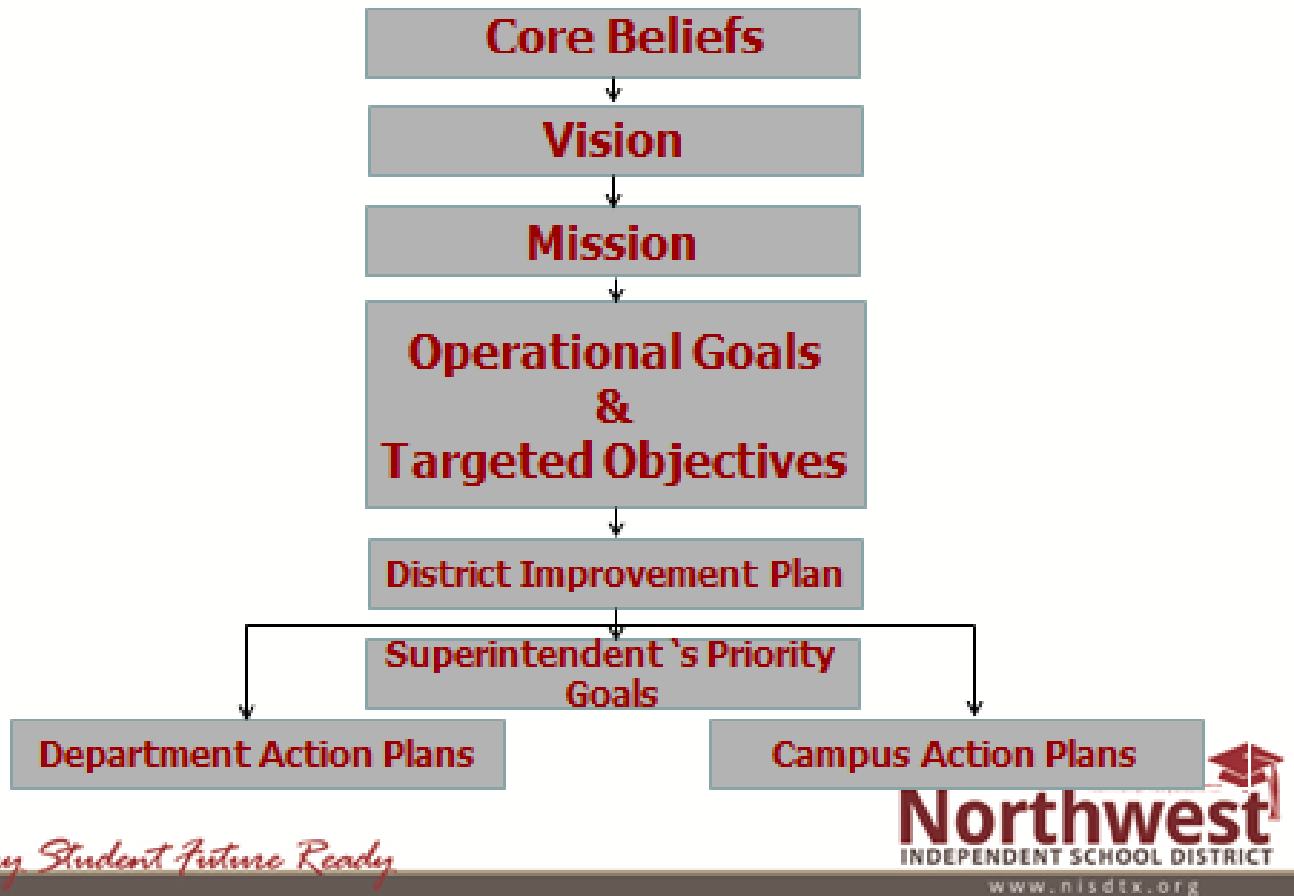 Core Beliefs
Vision
Mission
Operational Goals
&
Targeted Objectives
District Improvement Plan
Superintendent `s Priority
Goals
Department Action Plans
Campus Action Plans
Northwest
INDEPENDENT SCHOOL DISTRICT
Student Future Ready
www.nisdtx.org